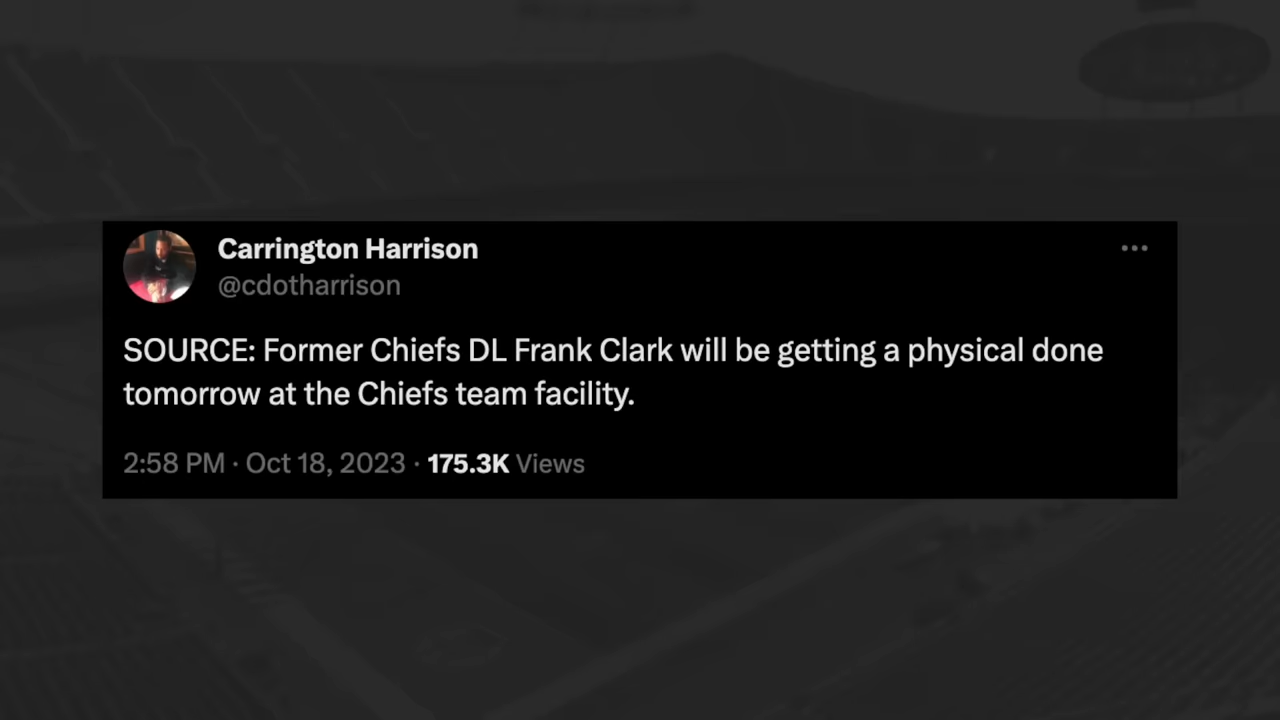 Carrington Harrison
@cdotharrison
SOURCE: Former Chiefs DL Frank Clark will be getting a physical done
tomorrow at the Chiefs team facility.
2:58 PM · Oct 18, 2023 · 175.3K Views